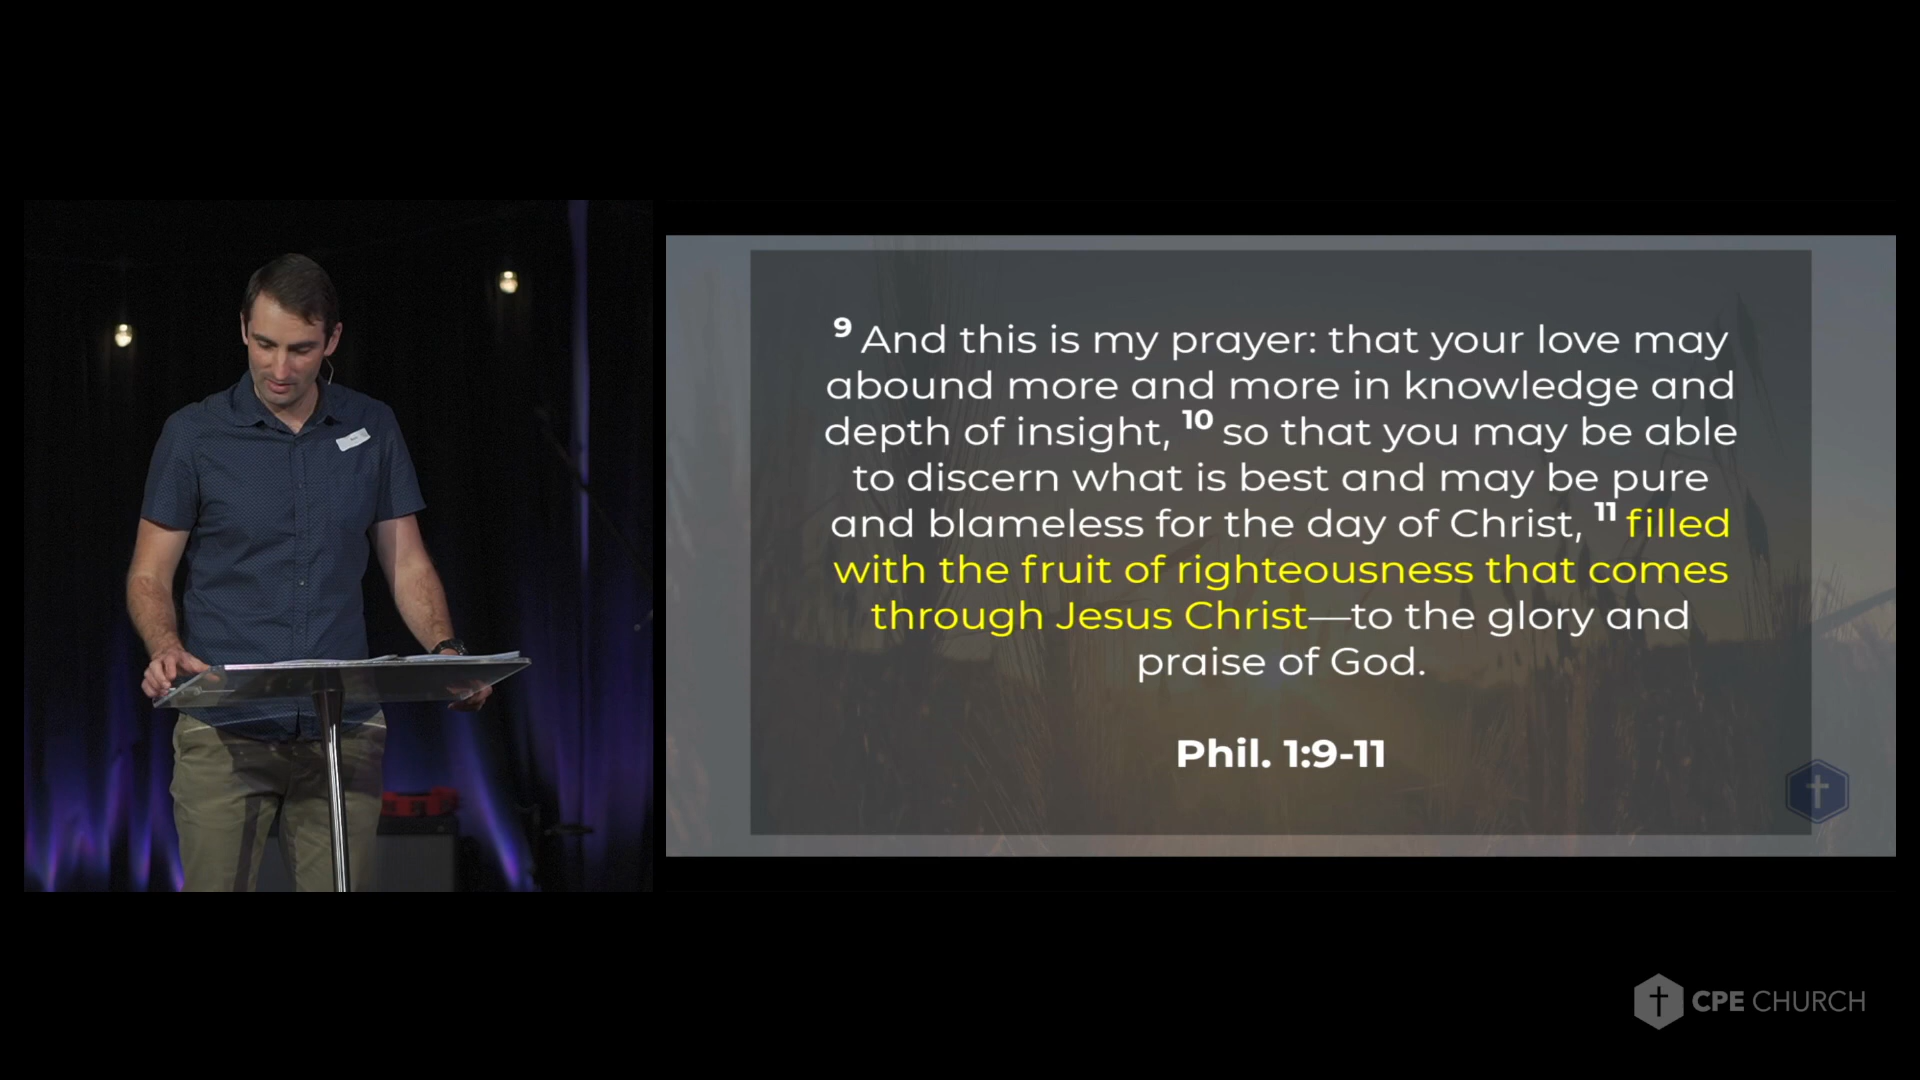 9 And this is my prayer: that your love may
abound more and more in knowledge and
depth of insight, 10 so that you may be able
to discern what is best and may be pure
and blameless for the day of Christ, 11 filled
with the fruit of righteousness that comes
through Jesus Christ—to the glory and
praise of God.
Phil. 1:9-11
CPE CHURCH